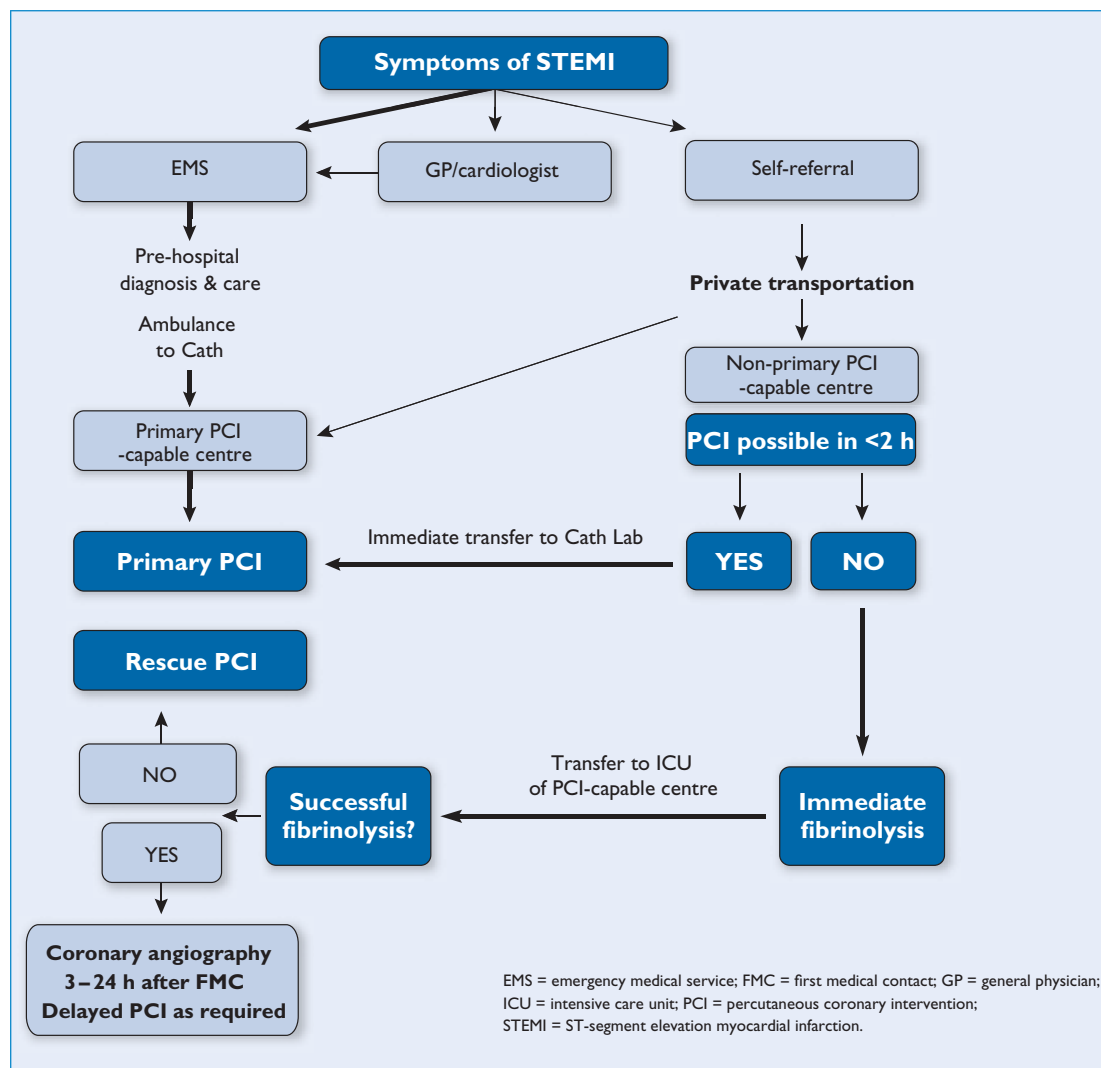 Symptoms of STEMI
EMS
GP/cardiologist
Self-referral
Pre-hospital
diagnosis & care
Private transportation
Ambulance
to Cath
Non-primary PCI
-capable centre
Primary PCI
-capable centre
PCI possible in <2 h
Immediate transfer to Cath Lab
Primary PCI
YES
NO
Rescue PCI
NO
Transfer to ICU
of PCI-capable centre
Successful
fibrinolysis?
Immediate
fibrinolysis
YES
Coronary angiography
3–24 h after FMC
Delayed PCI as required
EMS = emergency medical service; FMC = first medical contact; GP = general physician;
ICU = intensive care unit; PCI = percutaneous coronary intervention;
STEMI = ST-segment elevation myocardial infarction.